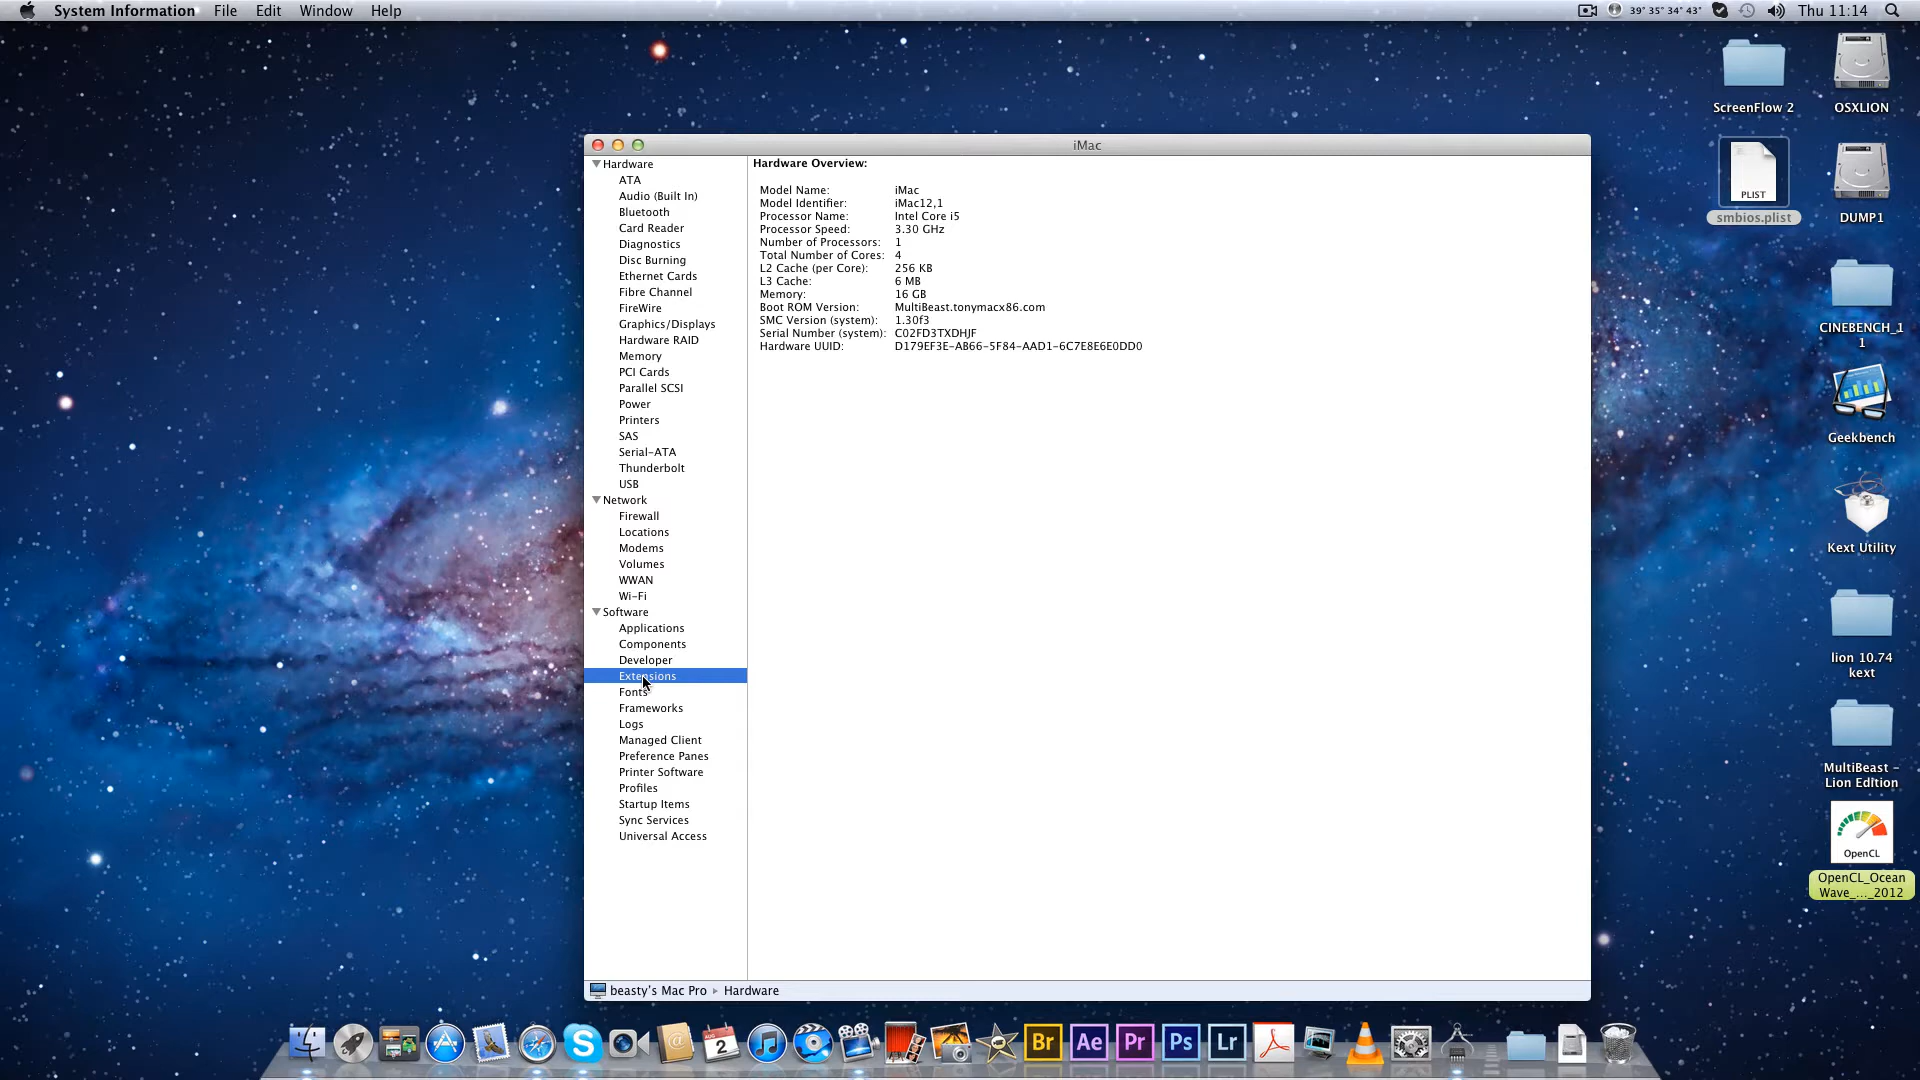 System Information File Edit Window Help
39° 35° 34° 43° Thu 11:14
iMac
Hardware
ATA
Audio (Built In)
Bluetooth
Card Reader
Diagnostics
Disc Burning
Ethernet Cards
Fibre Channel
FireWire
Graphics/Displays
Hardware RAID
Memory
PCI Cards
Parallel SCSI
Power
Printers
SAS
Serial-ATA
Thunderbolt
USB
Network
Firewall
Locations
Modems
Volumes
WWAN
Wi-Fi
Software
Applications
Components
Developer
Extensions
Fonts
Frameworks
Logs
Managed Client
Preference Panes
Printer Software
Profiles
Startup Items
Sync Services
Universal Access
Hardware Overview:
Model Name: iMac
Model Identifier: iMac12,1
Processor Name: Intel Core i5
Processor Speed: 3.30 GHz
Number of Processors: 1
Total Number of Cores: 4
L2 Cache (per Core): 256 KB
L3 Cache: 6 MB
Memory: 16 GB
Boot ROM Version: MultiBeast.tonymacx86.com
SMC Version (system): 1.30f3
Serial Number (system): C02FD3TXDHJF
Hardware UUID: D179EF3E-AB66-5F84-AAD1-6C7E8E6E0DD0
beasty's Mac Pro ▸ Hardware
ScreenFlow 2
OSXLION
PLIST
smbios.plist
DUMP1
CINEBENCH_1
1
Geekbench
Kext Utility
lion 10.74
kext
MultiBeast -
Lion Edition
OpenCL
OpenCL_Ocean
Wave_..._2012
AUG
2
Br Ae Pr Ps Lr